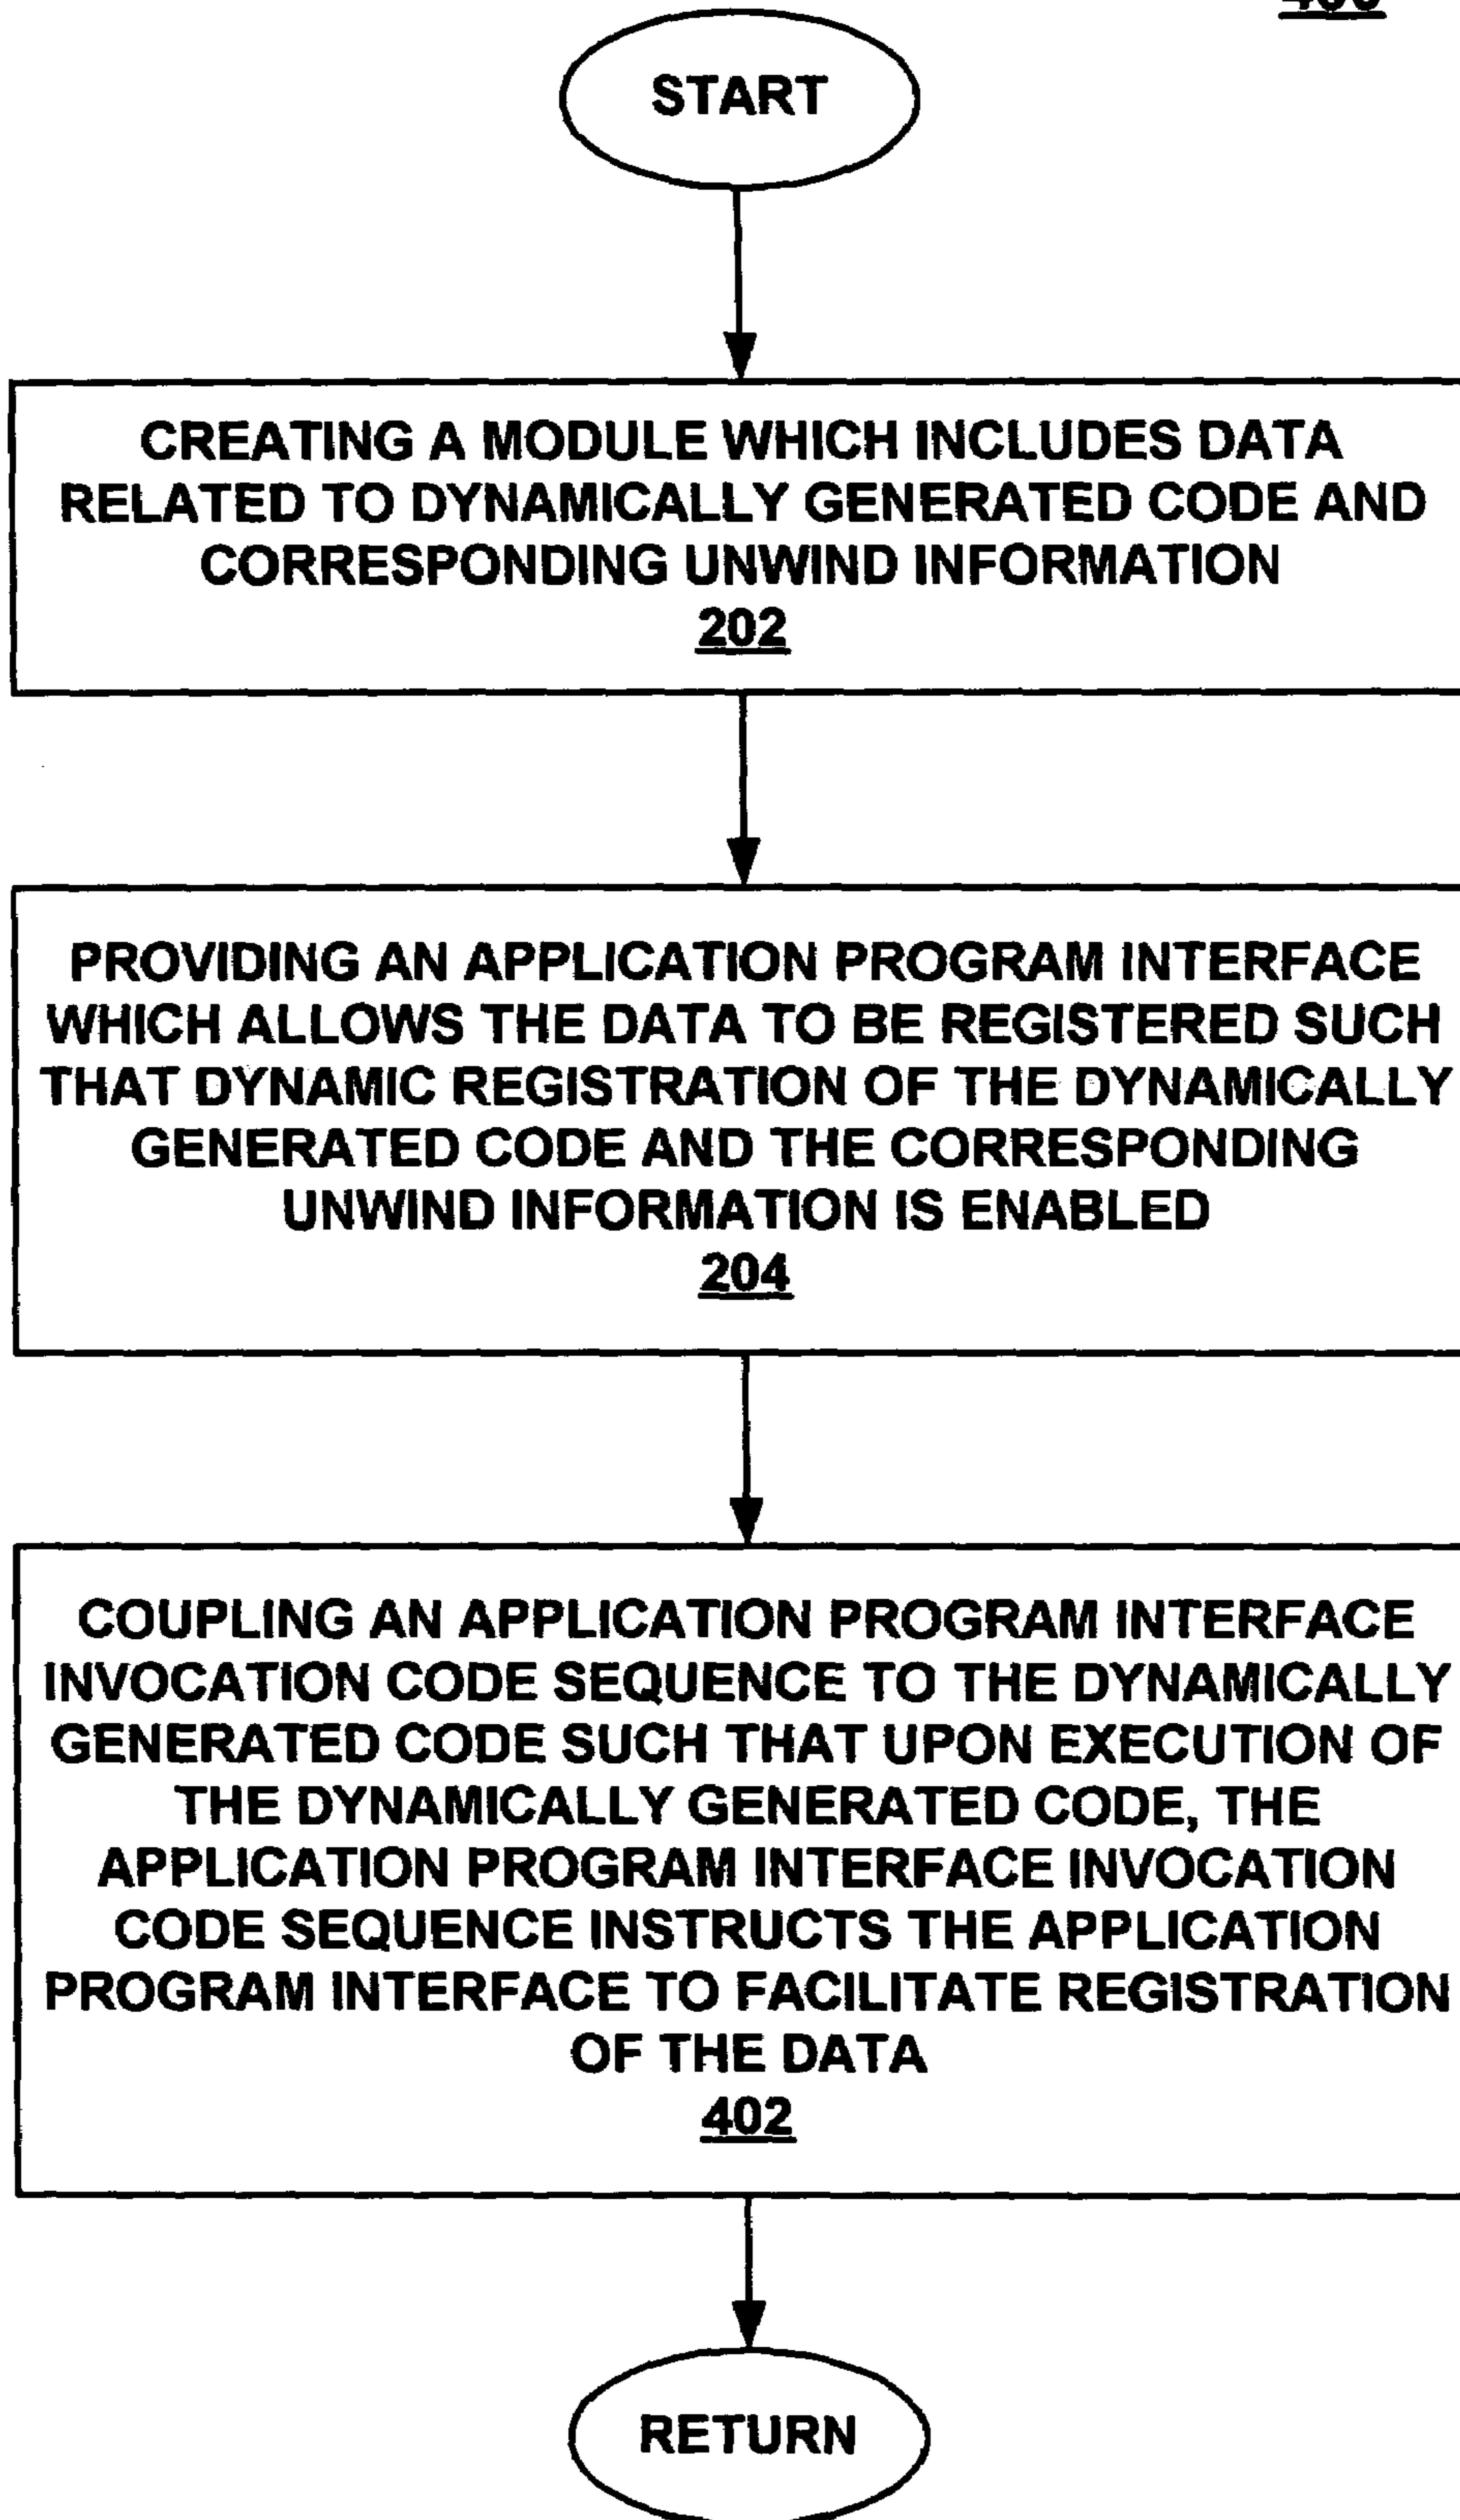 START
CREATING A MODULE WHICH INCLUDES DATA
RELATED TO DYNAMICALLY GENERATED CODE AND
CORRESPONDING UNWIND INFORMATION
202
PROVIDING AN APPLICATION PROGRAM INTERFACE
WHICH ALLOWS THE DATA TO BE REGISTERED SUCH
THAT DYNAMIC REGISTRATION OF THE DYNAMICALLY
GENERATED CODE AND THE CORRESPONDING
UNWIND INFORMATION IS ENABLED
204
COUPLING AN APPLICATION PROGRAM INTERFACE
INVOCATION CODE SEQUENCE TO THE DYNAMICALLY
GENERATED CODE SUCH THAT UPON EXECUTION OF
THE DYNAMICALLY GENERATED CODE, THE
APPLICATION PROGRAM INTERFACE INVOCATION
CODE SEQUENCE INSTRUCTS THE APPLICATION
PROGRAM INTERFACE TO FACILITATE REGISTRATION
OF THE DATA
402
RETURN